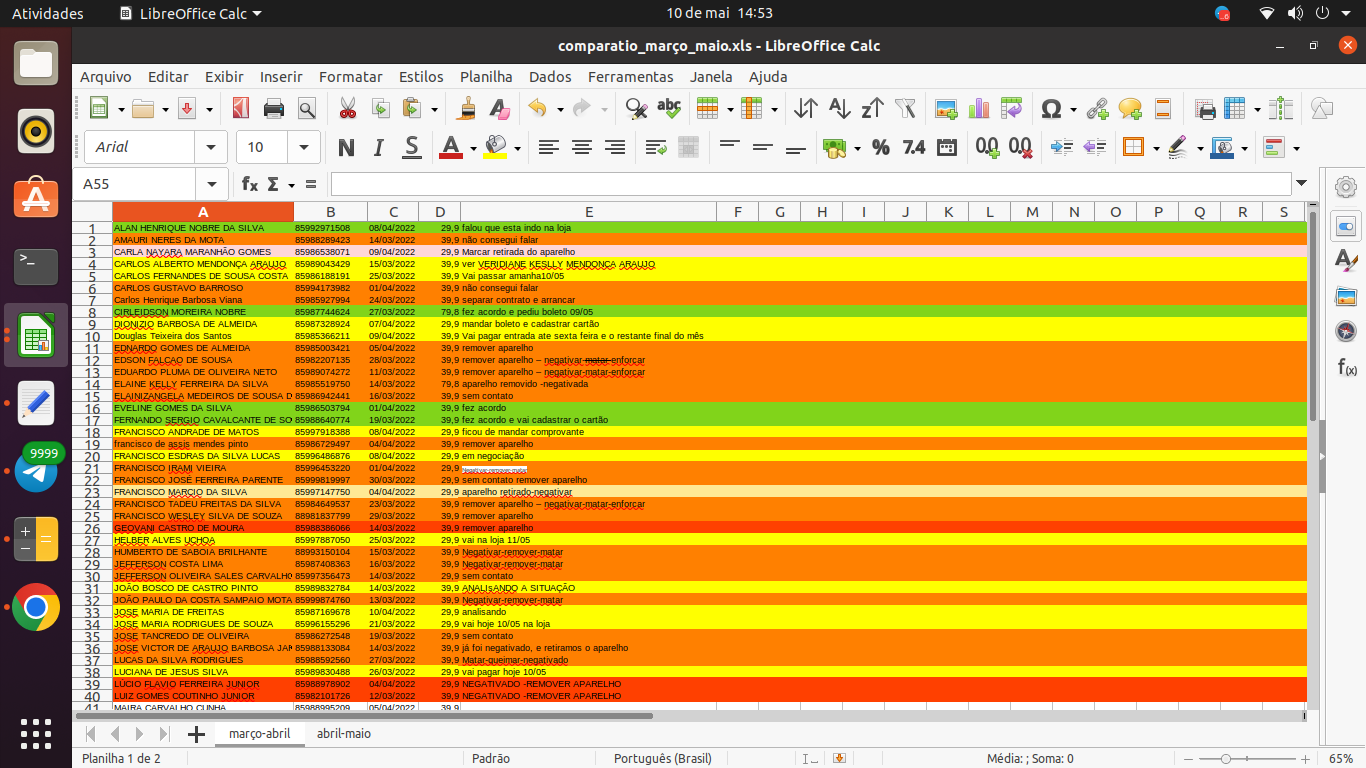 Atividades LibreOffice Calc 10 de mai 14:53
comparatio_março_maio.xls - LibreOffice Calc
Arquivo Editar Exibir Inserir Formatar Estilos Planilha Dados Ferramentas Janela Ajuda
Arial 10 N I S A % 7.4
A55 fx Σ =
A B C D E F G H I J K L M N O P Q R S
1 ALAN HENRIQUE NOBRE DA SILVA 85992971508 08/04/2022 29,9 falou que esta indo na loja
2 AMAURI NERES DA MOTA 85988289423 14/03/2022 39,9 não consegui falar
3 CARLA NAYARA MARANHÃO GOMES 85986538071 09/04/2022 29,9 Marcar retirada do aparelho
4 CARLOS ALBERTO MENDONÇA ARAUJO 85989043429 15/03/2022 39,9 ver VERIDIANE KESLLY MENDONCA ARAUJO
5 CARLOS FERNANDES DE SOUSA COSTA 85986188191 25/03/2022 39,9 Vai passar amanha10/05
6 CARLOS GUSTAVO BARROSO 85994173982 01/04/2022 39,9 não consegui falar
7 Carlos Henrique Barbosa Viana 85985927994 24/03/2022 39,9 separar contrato e arrancar
8 CIRLEIDSON MOREIRA NOBRE 85987744624 27/03/2022 79,8 fez acordo e pediu boleto 09/05
9 DIONIZIO BARBOSA DE ALMEIDA 85987328924 07/04/2022 29,9 mandar boleto e cadastrar cartão
10 Douglas Teixeira dos Santos 85985366211 09/04/2022 39,9 Vai pagar entrada ate sexta feira e o restante final do mês
11 EDNARDO GOMES DE ALMEIDA 85985003421 05/04/2022 39,9 remover aparelho
12 EDSON FALCAO DE SOUSA 85982207135 28/03/2022 39,9 remover aparelho – negativar-matar-enforcar
13 EDUARDO PLUMA DE OLIVEIRA NETO 85989074272 11/03/2022 39,9 remover aparelho – negativar-matar-enforcar
14 ELAINE KELLY FERREIRA DA SILVA 85985519750 14/03/2022 79,8 aparelho removido -negativada
15 ELAINIZANGELA MEDEIROS DE SOUSA D 85986942441 16/03/2022 39,9 sem contato
16 EVELINE GOMES DA SILVA 85986503794 01/04/2022 39,9 fez acordo
17 FERNANDO SERGIO CAVALCANTE DE SO 85988640774 19/03/2022 39,9 fez acordo e vai cadastrar o cartão
18 FRANCISCO ANDRADE DE MATOS 85997918388 08/04/2022 29,9 ficou de mandar comprovante
19 francisco de assis mendes pinto 85986729497 04/04/2022 39,9 remover aparelho
20 FRANCISCO ESDRAS DA SILVA LUCAS 85996486876 08/04/2022 29,9 em negociação
21 FRANCISCO IRAMI VIEIRA 85996453220 01/04/2022 29,9 Negativar-remover-matar
22 FRANCISCO JOSÉ FERREIRA PARENTE 85999819997 30/03/2022 29,9 sem contato remover aparelho
23 FRANCISCO MARCIO DA SILVA 85997147750 04/04/2022 29,9 aparelho retirado-negativar
24 FRANCISCO TADEU FREITAS DA SILVA 85984649537 23/03/2022 39,9 remover aparelho – negativar-matar-enforcar
25 FRANCISCO WESLEY SILVA DE SOUZA 88981837799 29/03/2022 39,9 remover aparelho
26 GEOVANI CASTRO DE MOURA 85988386066 14/03/2022 39,9 remover aparelho
27 HELBER ALVES UCHOA 85997887050 25/03/2022 29,9 vai na loja 11/05
28 HUMBERTO DE SABOIA BRILHANTE 88993150104 15/03/2022 39,9 Negativar-remover-matar
29 JEFFERSON COSTA LIMA 85987408363 16/03/2022 39,9 Negativar-remover-matar
30 JEFFERSON OLIVEIRA SALES CARVALHO 85997356473 14/03/2022 29,9 sem contato
31 JOÃO BOSCO DE CASTRO PINTO 85989832784 14/03/2022 39,9 ANALISANDO A SITUAÇÃO
32 JOÃO PAULO DA COSTA SAMPAIO MOTA 85999874760 13/03/2022 39,9 Negativar-remover-matar
33 JOSE MARIA DE FREITAS 85987169678 10/04/2022 29,9 analisando
34 JOSE MARIA RODRIGUES DE SOUZA 85996155296 21/03/2022 29,9 vai hoje 10/05 na loja
35 JOSE TANCREDO DE OLIVEIRA 85986272548 19/03/2022 29,9 sem contato
36 JOSE VICTOR DE ARAUJO BARBOSA JAN 85988133084 14/03/2022 39,9 já foi negativado, e retiramos o aparelho
37 LUCAS DA SILVA RODRIGUES 85988592560 27/03/2022 39,9 Matar-queimar-negativado
38 LUCIANA DE JESUS SILVA 85989830488 26/03/2022 29,9 vai pagar hoje 10/05
39 LÚCIO FLAVIO FERREIRA JUNIOR 85988978902 04/04/2022 29,9 NEGATIVADO -REMOVER APARELHO
40 LUIZ GOMES COUTINHO JUNIOR 85982101726 12/03/2022 39,9 NEGATIVADO -REMOVER APARELHO
41 MAIRA CARVALHO CUNHA 85988995209 05/04/2022 39,9
9999
março-abril abril-maio
Planilha 1 de 2 Padrão Português (Brasil) Média: ; Soma: 0 65%